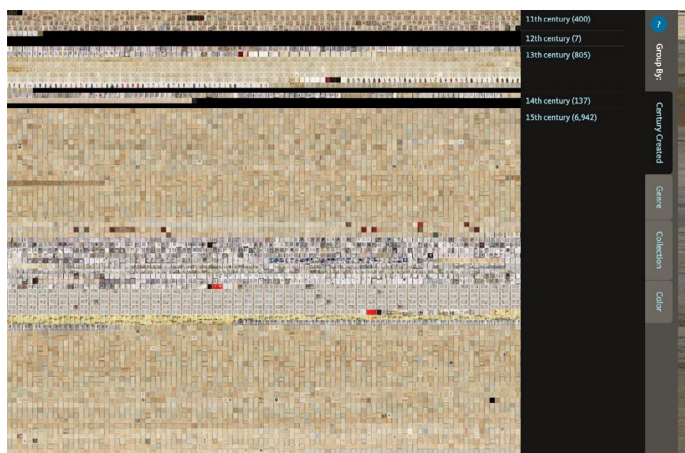 11th century (400)
12th century (7)
13th century (805)
14th century (137)
15th century (6,942)
?
Group By:
Century Created
Genre
Collection
Color